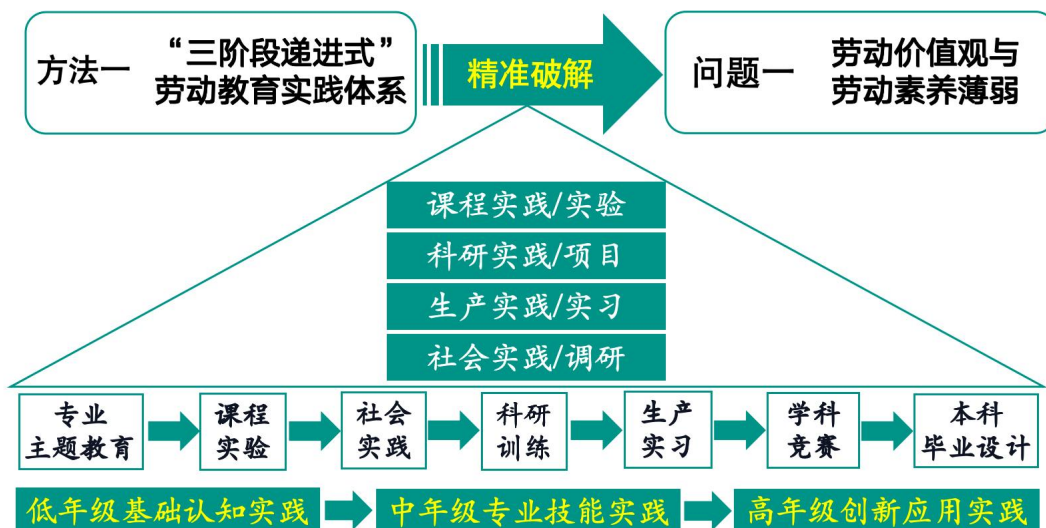 方法一
“三阶段递进式”
劳动教育实践体系
精准破解
问题一
劳动价值观与
劳动素养薄弱
课程实践/实验
科研实践/项目
生产实践/实习
社会实践/调研
专业
主题教育
课程
实验
社会
实践
科研
训练
生产
实习
学科
竞赛
本科
毕业设计
低年级基础认知实践
中年级专业技能实践
高年级创新应用实践